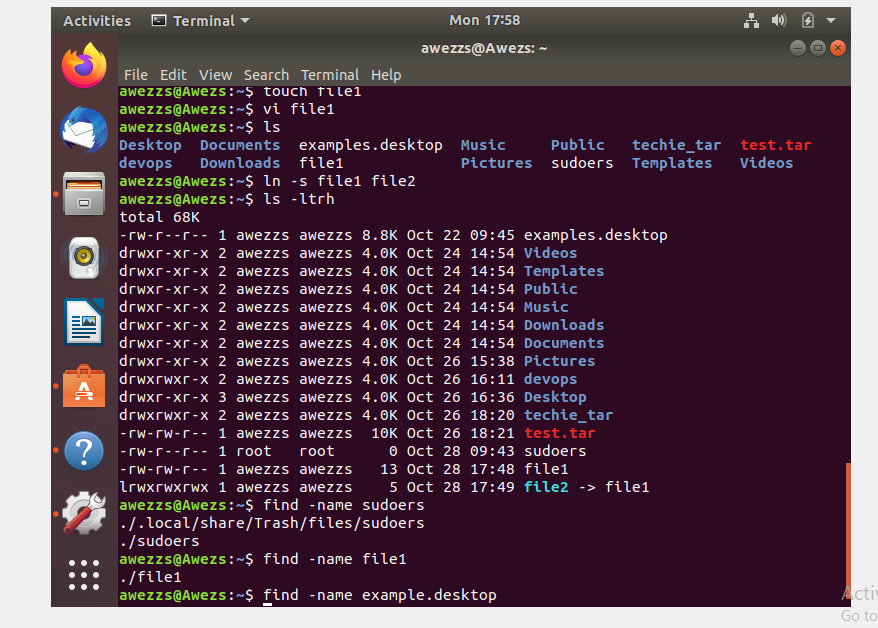 Activities Terminal Mon 17:58
awezzs@Awezs: ~
File Edit View Search Terminal Help
awezzs@Awezs:~$ touch file1
awezzs@Awezs:~$ vi file1
awezzs@Awezs:~$ ls
Desktop Documents examples.desktop Music Public techie_tar test.tar
devops Downloads file1 Pictures sudoers Templates Videos
awezzs@Awezs:~$ ln -s file1 file2
awezzs@Awezs:~$ ls -ltrh
total 68K
-rw-r--r-- 1 awezzs awezzs 8.8K Oct 22 09:45 examples.desktop
drwxr-xr-x 2 awezzs awezzs 4.0K Oct 24 14:54 Videos
drwxr-xr-x 2 awezzs awezzs 4.0K Oct 24 14:54 Templates
drwxr-xr-x 2 awezzs awezzs 4.0K Oct 24 14:54 Public
drwxr-xr-x 2 awezzs awezzs 4.0K Oct 24 14:54 Music
drwxr-xr-x 2 awezzs awezzs 4.0K Oct 24 14:54 Downloads
drwxr-xr-x 2 awezzs awezzs 4.0K Oct 24 14:54 Documents
drwxr-xr-x 2 awezzs awezzs 4.0K Oct 26 15:38 Pictures
drwxrwxr-x 2 awezzs awezzs 4.0K Oct 26 16:11 devops
drwxr-xr-x 3 awezzs awezzs 4.0K Oct 26 16:36 Desktop
drwxrwxr-x 2 awezzs awezzs 4.0K Oct 26 18:20 techie_tar
-rw-rw-r-- 1 awezzs awezzs 10K Oct 26 18:21 test.tar
-rw-r--r-- 1 root root 0 Oct 28 09:43 sudoers
-rw-rw-r-- 1 awezzs awezzs 13 Oct 28 17:48 file1
lrwxrwxrwx 1 awezzs awezzs 5 Oct 28 17:49 file2 -> file1
awezzs@Awezs:~$ find -name sudoers
./.local/share/Trash/files/sudoers
./sudoers
awezzs@Awezs:~$ find -name file1
./file1
awezzs@Awezs:~$ find -name example.desktop
Activ
Go to